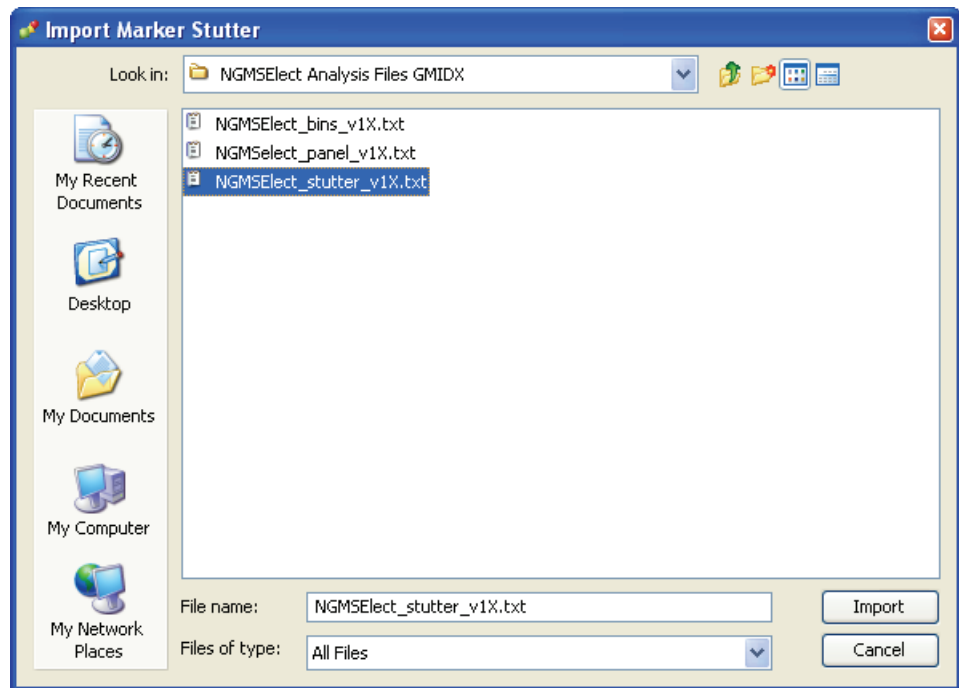 Import Marker Stutter
Look in: NGMSElect Analysis Files GMIDX
NGMSElect_bins_v1X.txt
NGMSelect_panel_v1X.txt
NGMSElect_stutter_v1X.txt
My Recent
Documents
Desktop
My Documents
My Computer
My Network
Places
File name: NGMSElect_stutter_v1X.txt Import
Files of type: All Files Cancel